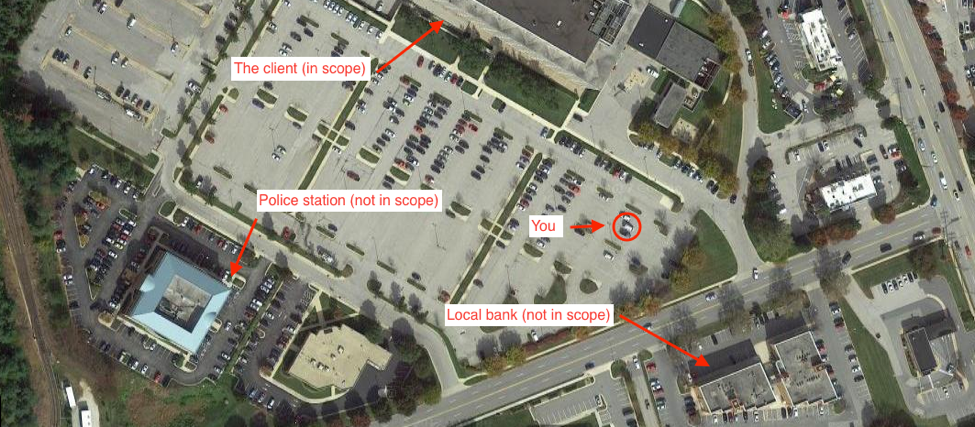 The client (in scope)
Police station (not in scope)
You
Local bank (not in scope)